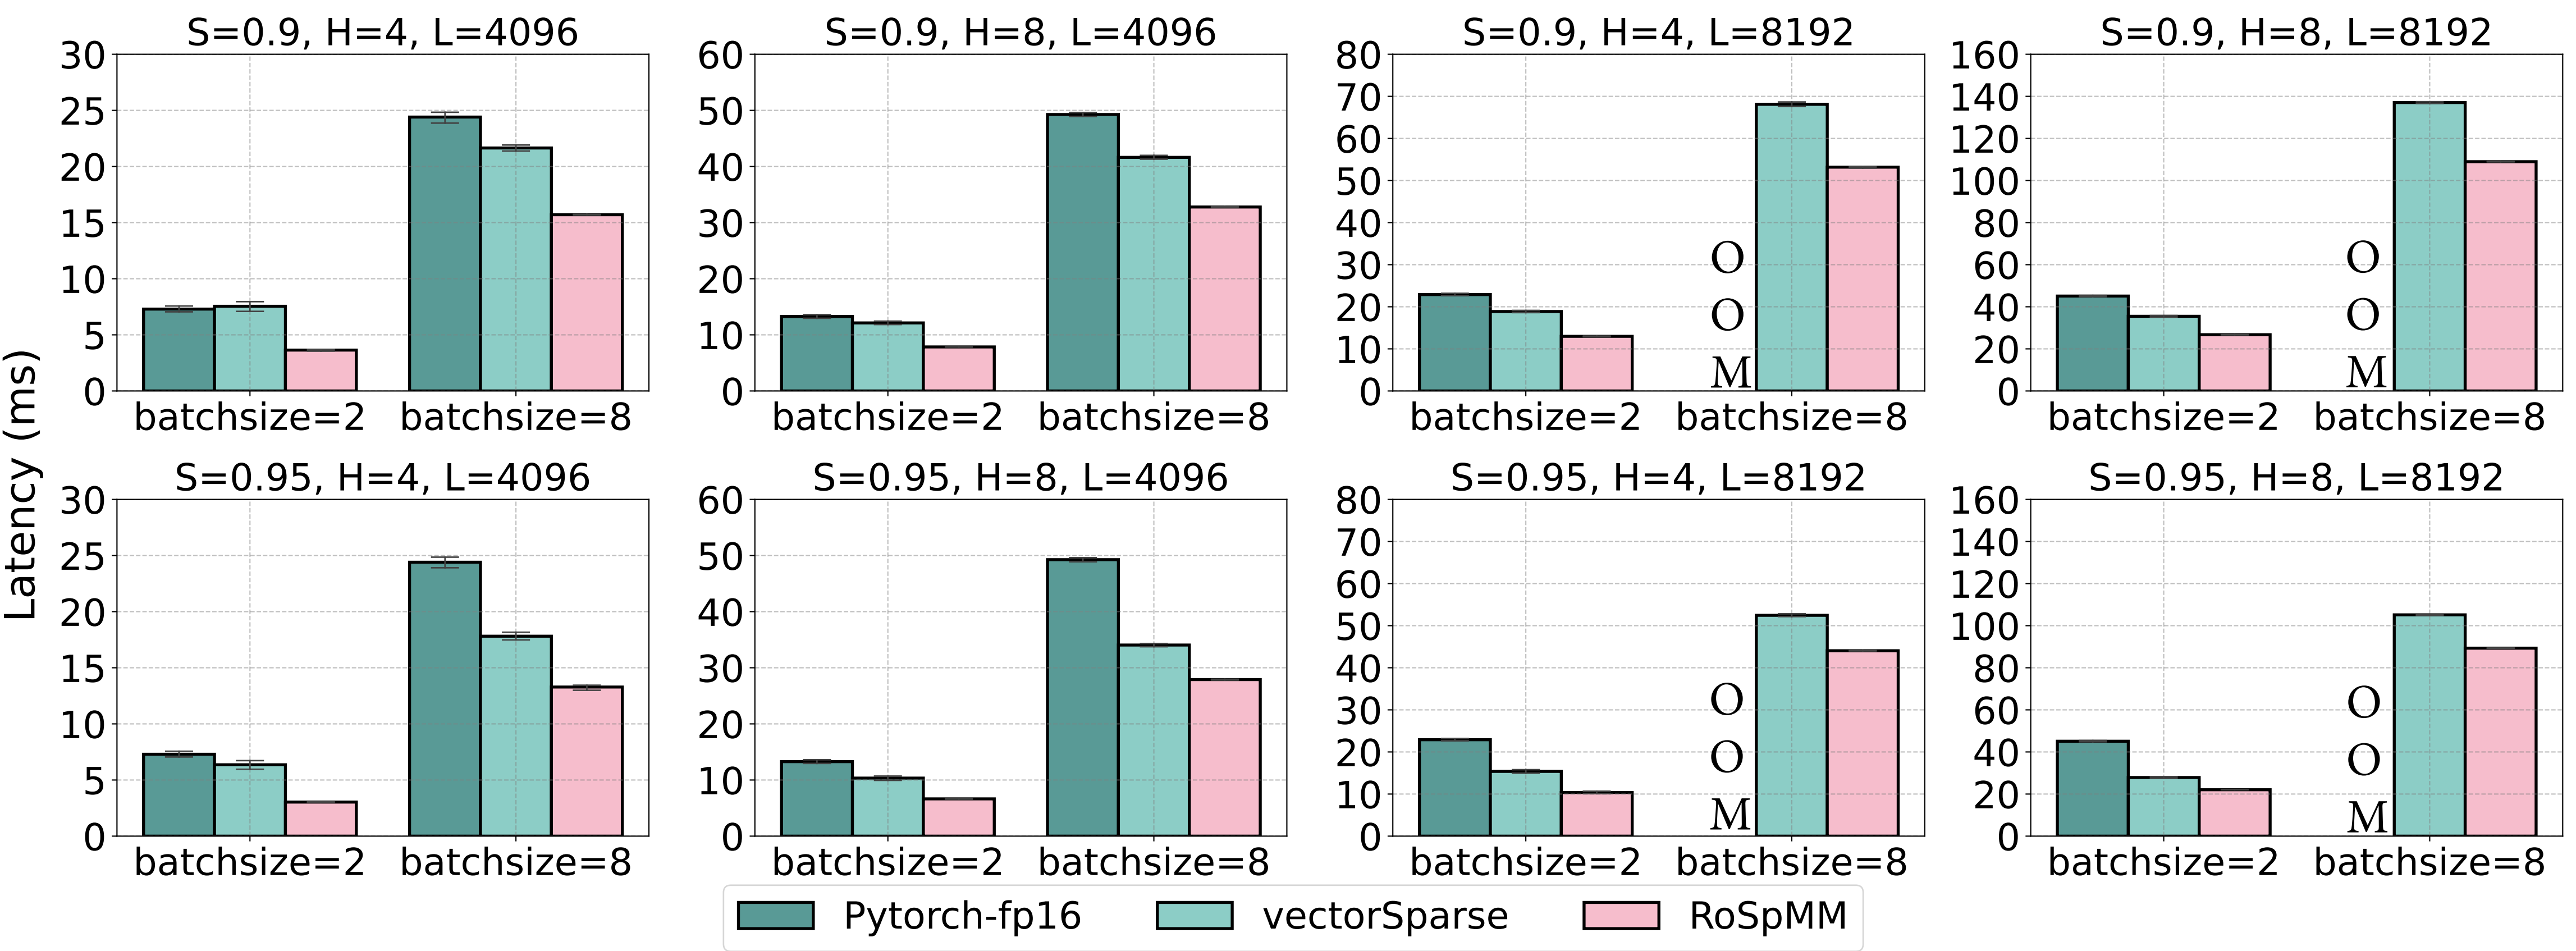 S=0.9, H=4, L=4096
30
25
20
15
10
5
0
batchsize=2 batchsize=8
S=0.9, H=8, L=4096
60
50
40
30
20
10
0
batchsize=2 batchsize=8
S=0.9, H=4, L=8192
80
70
60
50
40
30
20
10
0
O
O
M
batchsize=2 batchsize=8
S=0.9, H=8, L=8192
160
140
120
100
80
60
40
20
0
O
O
M
batchsize=2 batchsize=8
Latency (ms)
S=0.95, H=4, L=4096
30
25
20
15
10
5
0
batchsize=2 batchsize=8
S=0.95, H=8, L=4096
60
50
40
30
20
10
0
batchsize=2 batchsize=8
S=0.95, H=4, L=8192
80
70
60
50
40
30
20
10
0
O
O
M
batchsize=2 batchsize=8
S=0.95, H=8, L=8192
160
140
120
100
80
60
40
20
0
O
O
M
batchsize=2 batchsize=8
Pytorch-fp16 vectorSparse RoSpMM